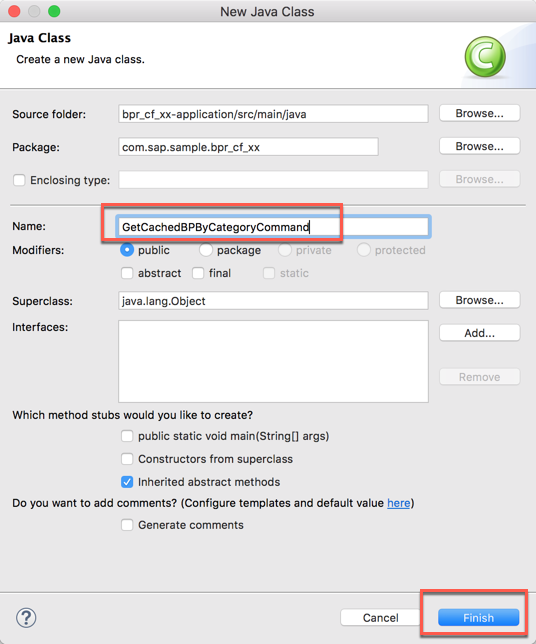 New Java Class
Java Class
Create a new Java class.
C
Source folder: bpr_cf_xx-application/src/main/java Browse...
Package: com.sap.sample.bpr_cf_xx Browse...
Enclosing type: Browse...
Name: GetCachedBPByCategoryCommand
Modifiers: public package private protected
abstract final static
Superclass: java.lang.Object Browse...
Interfaces: Add...
Remove
Which method stubs would you like to create?
public static void main(String[] args)
Constructors from superclass
Inherited abstract methods
Do you want to add comments? (Configure templates and default value here)
Generate comments
? Cancel Finish